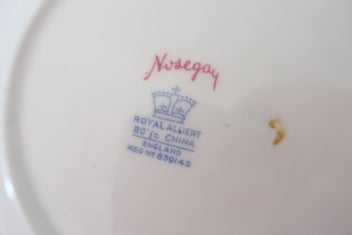 Nosegay
ROYAL ALBERT
BONE CHINA
ENGLAND
REG Nº 839143